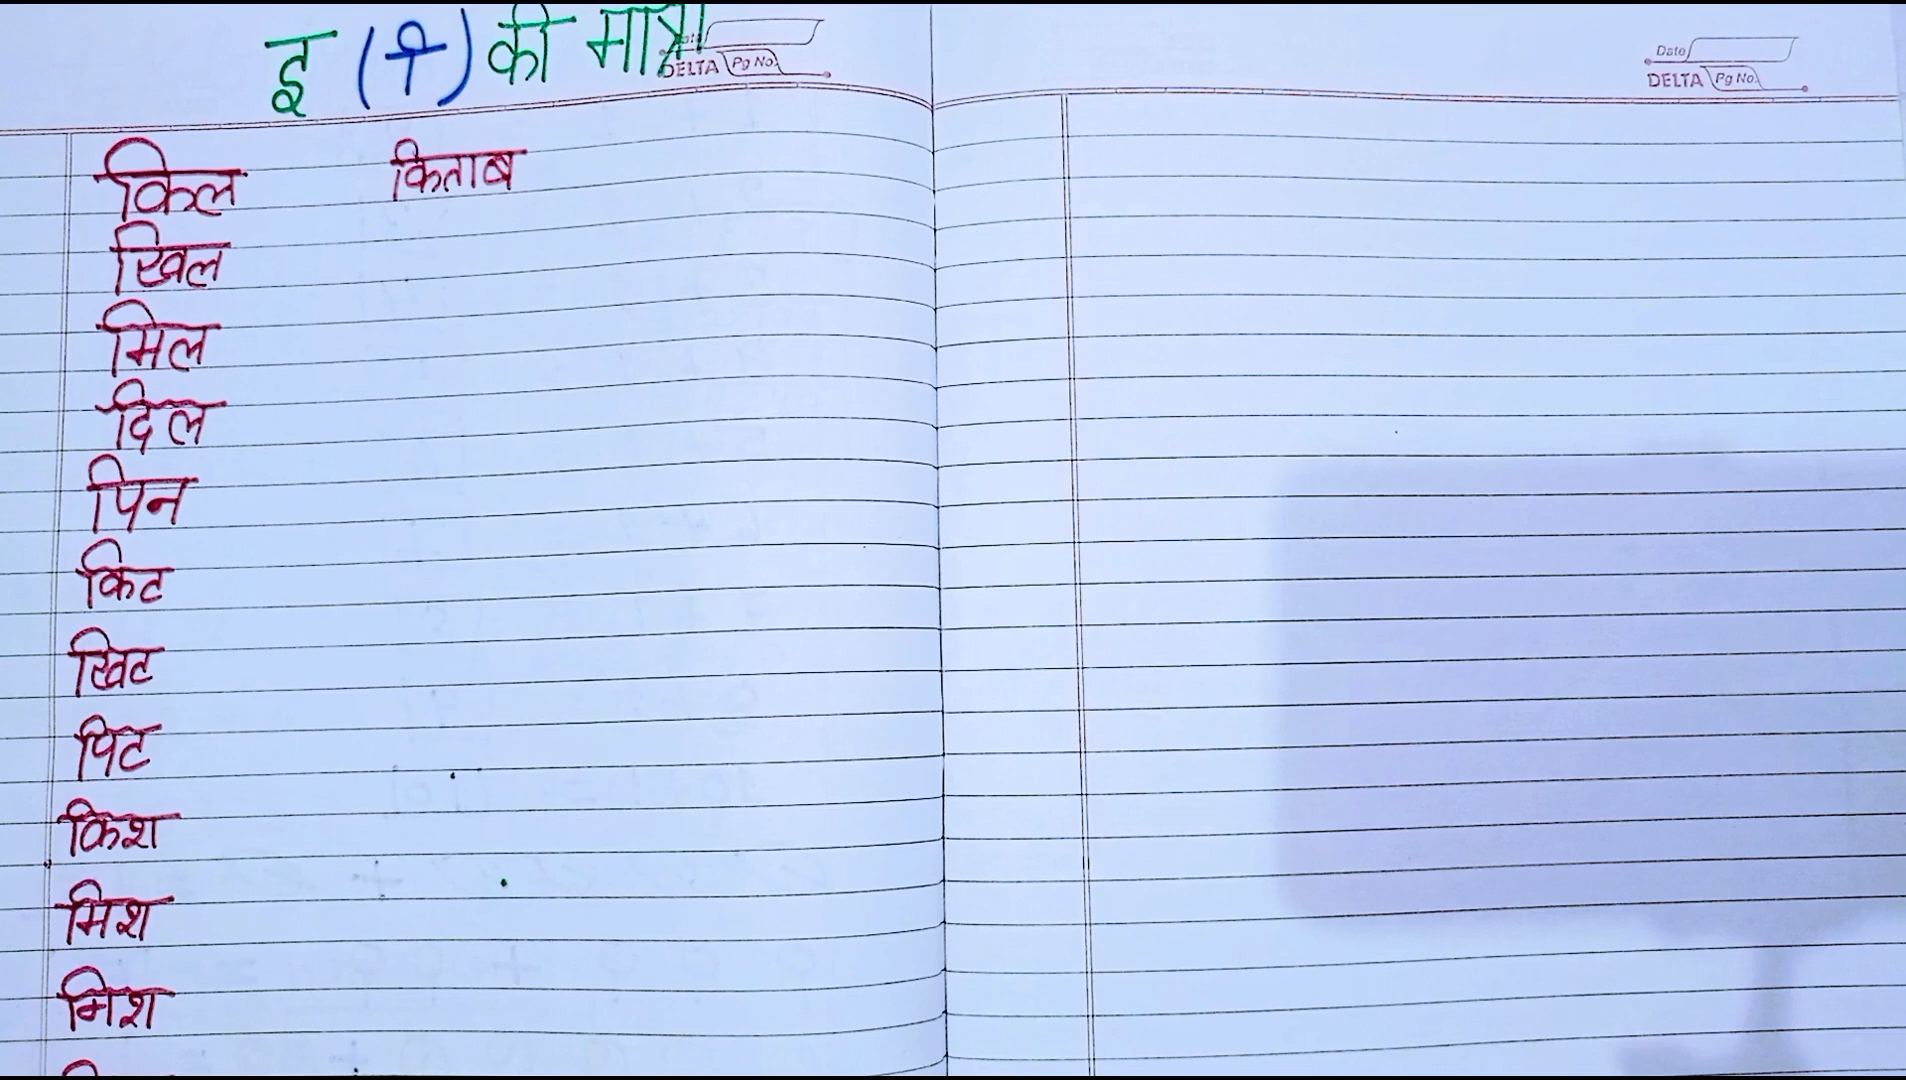 इ (ि) की मात्रा
Date
DELTA Pg No.
Date
DELTA Pg No.
किल किताब
खिल
मिल
दिल
पिन
किट
खिट
पिट
किश
मिश
मिश